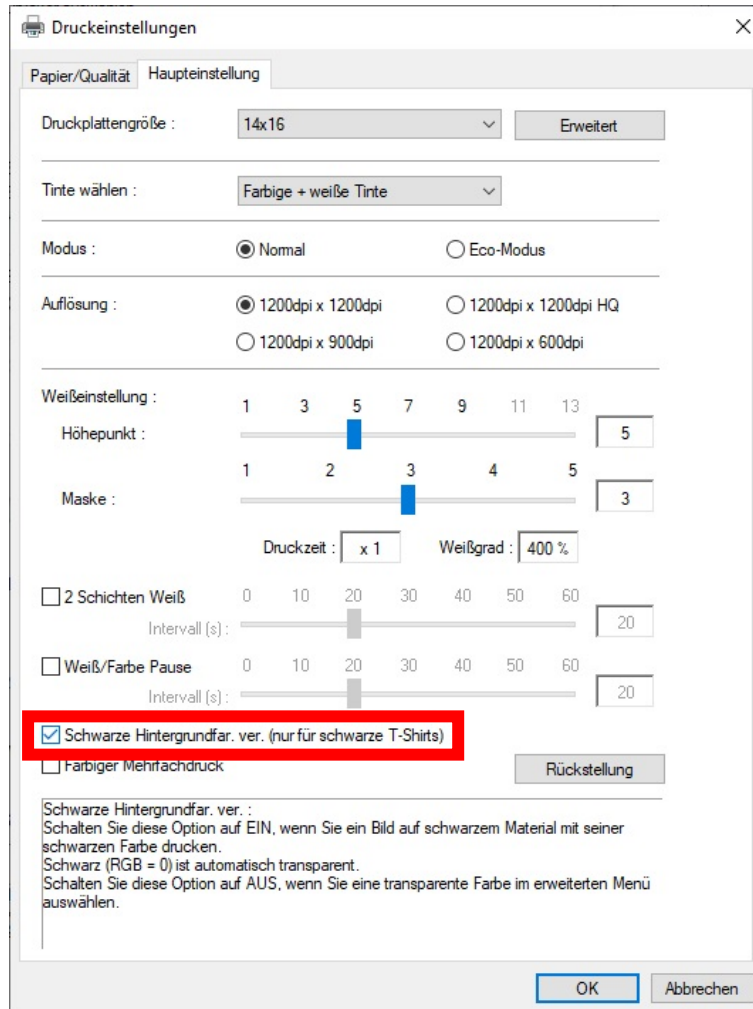 Druckeinstellungen
Papier/Qualität Haupteinstellung
Druckplattengröße : 14x16 Erweitert
Tinte wählen : Farbige + weiße Tinte
Modus : Normal Eco-Modus
Auflösung : 1200dpi x 1200dpi 1200dpi x 1200dpi HQ
1200dpi x 900dpi 1200dpi x 600dpi
Weißeinstellung : 1 3 5 7 9 11 13
Höhepunkt : 5
1 2 3 4 5
Maske : 3
Druckzeit : x 1 Weißgrad : 400 %
2 Schichten Weiß 0 10 20 30 40 50 60
Intervall (s) : 20
Weiß/Farbe Pause 0 10 20 30 40 50 60
Intervall (s) : 20
Schwarze Hintergrundfar. ver. (nur für schwarze T-Shirts)
Farbiger Mehrfachdruck Rückstellung
Schwarze Hintergrundfar. ver. :
Schalten Sie diese Option auf EIN, wenn Sie ein Bild auf schwarzem Material mit seiner
schwarzen Farbe drucken.
Schwarz (RGB = 0) ist automatisch transparent.
Schalten Sie diese Option auf AUS, wenn Sie eine transparente Farbe im erweiterten Menü
auswählen.
OK Abbrechen